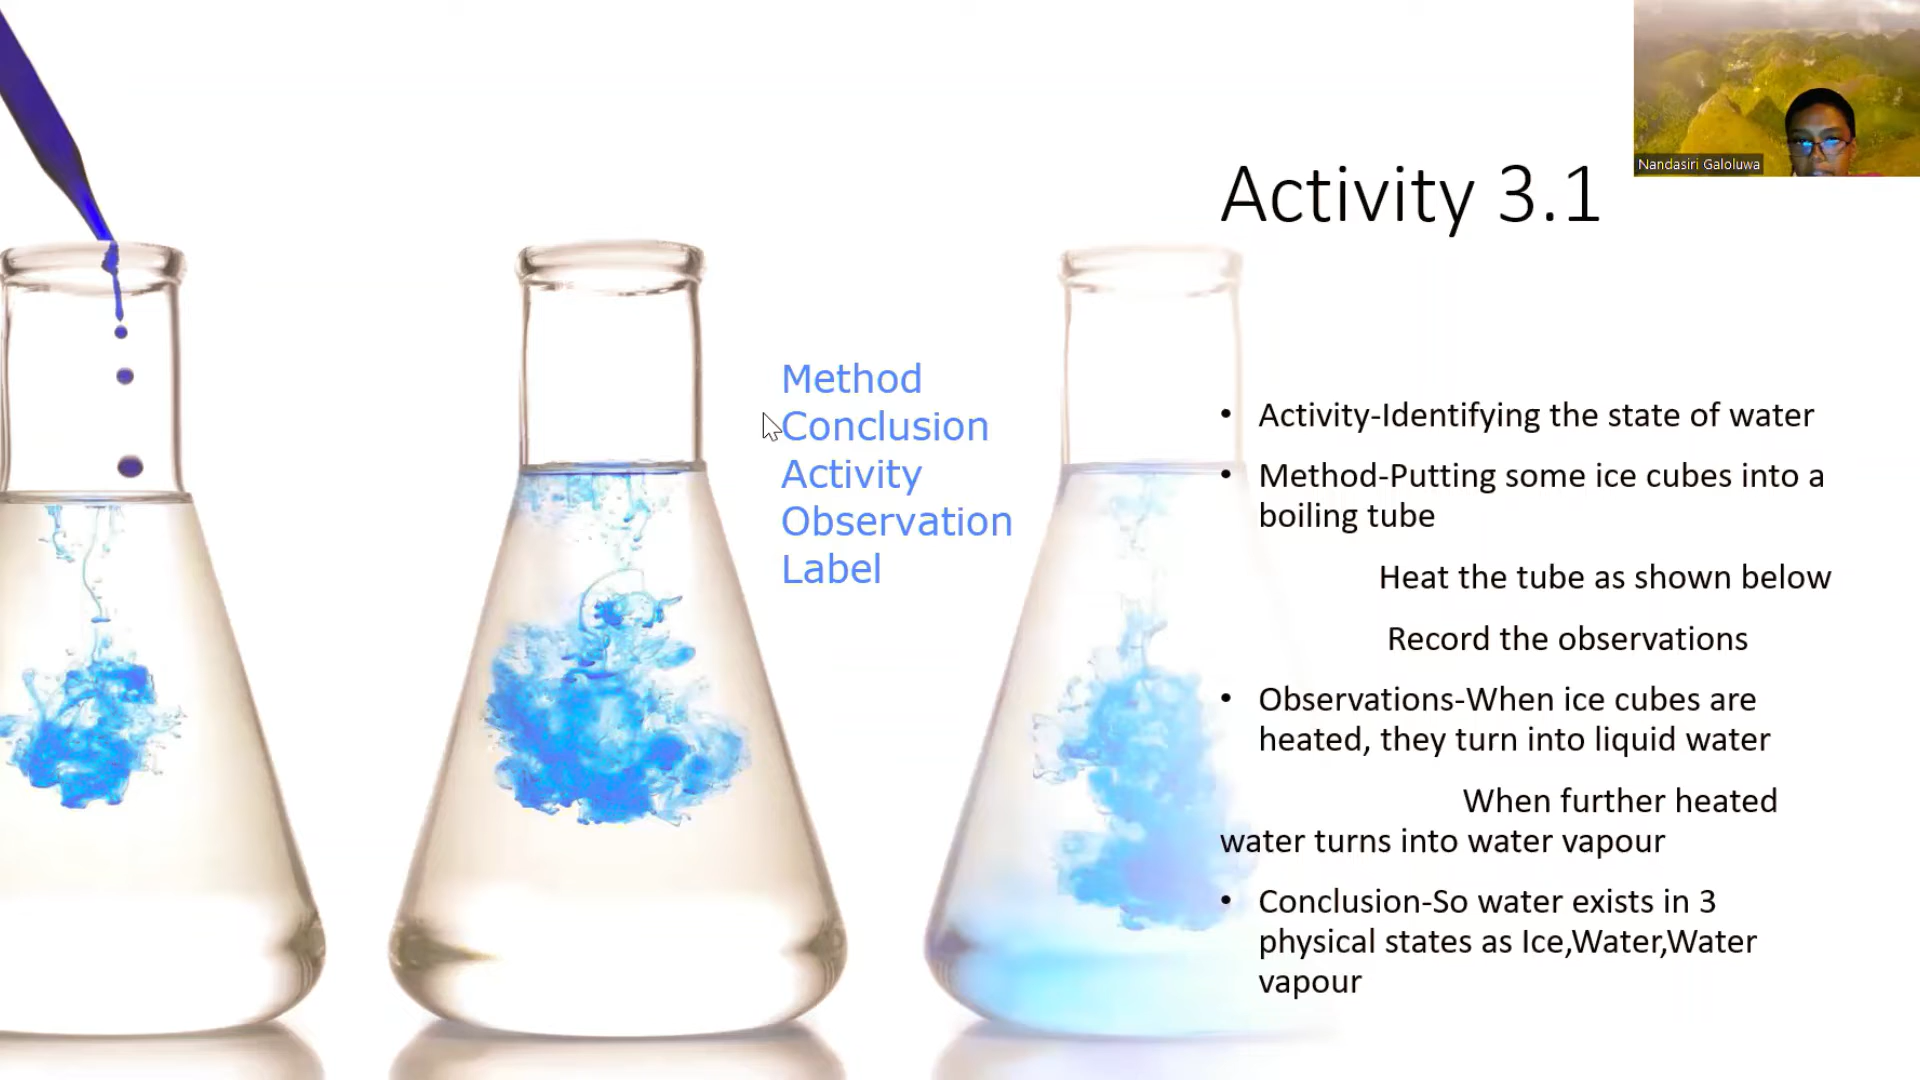 Nandasiri Galoluwa
Activity 3.1
Method
Conclusion
Activity
Observation
Label
• Activity-Identifying the state of water
• Method-Putting some ice cubes into a
boiling tube
Heat the tube as shown below
Record the observations
• Observations-When ice cubes are
heated, they turn into liquid water
When further heated
water turns into water vapour
• Conclusion-So water exists in 3
physical states as Ice,Water,Water
vapour